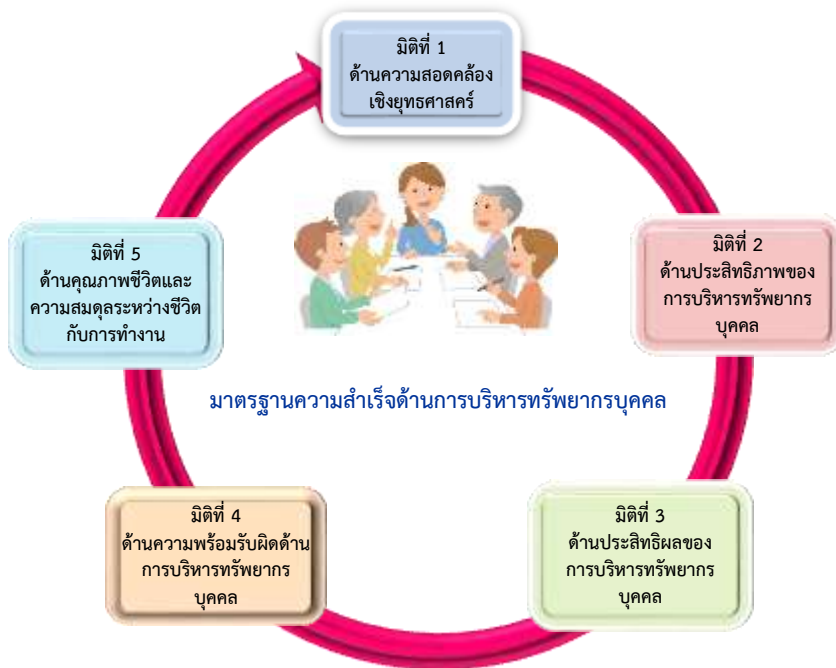 มิติที่ 1
ด้านความสอดคล้อง
เชิงยุทธศาสตร์
มิติที่ 2
ด้านประสิทธิภาพของ
การบริหารทรัพยากร
บุคคล
มิติที่ 3
ด้านประสิทธิผลของ
การบริหารทรัพยากร
บุคคล
มิติที่ 4
ด้านความพร้อมรับผิดด้าน
การบริหารทรัพยากร
บุคคล
มิติที่ 5
ด้านคุณภาพชีวิตและ
ความสมดุลระหว่างชีวิต
กับการทำงาน
มาตรฐานความสำเร็จด้านการบริหารทรัพยากรบุคคล